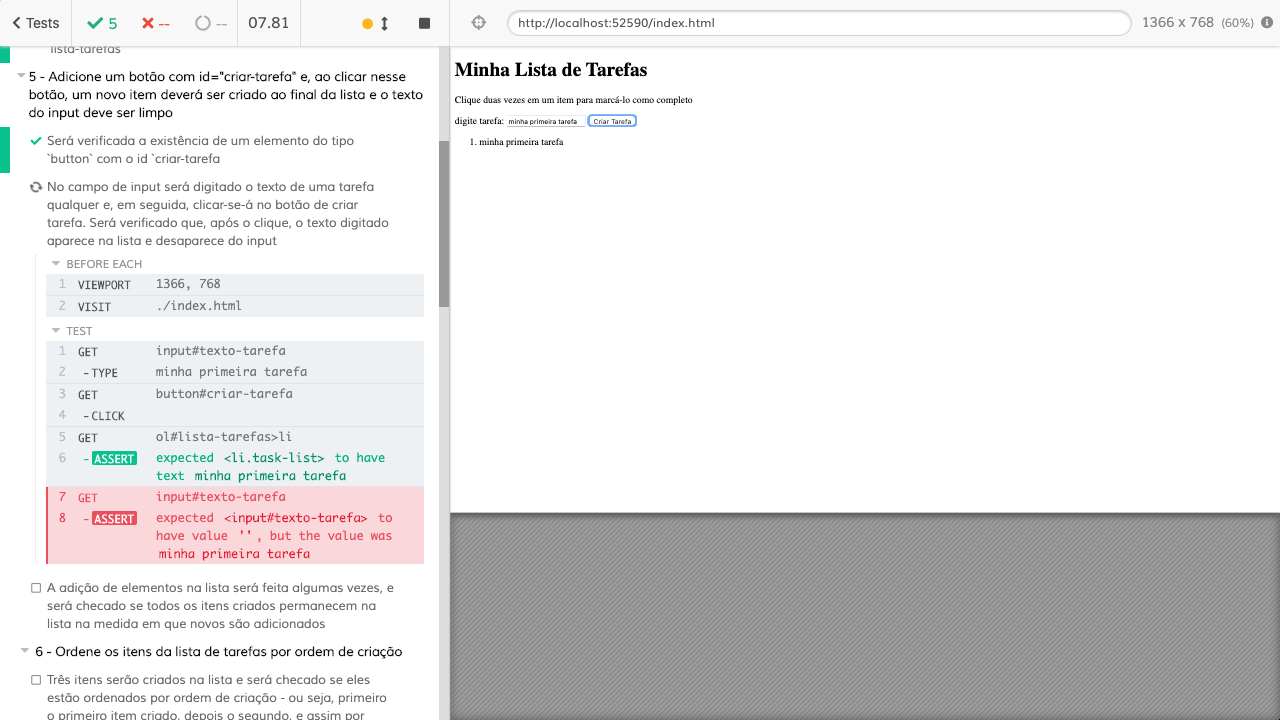 Tests
5
--
--
07.81
http://localhost:52590/index.html
1366 x 768 (60%)
lista-tarefas
5 - Adicione um botão com id="criar-tarefa" e, ao clicar nesse
botão, um novo item deverá ser criado ao final da lista e o texto
do input deve ser limpo
Será verificada a existência de um elemento do tipo
`button` com o id `criar-tarefa
No campo de input será digitado o texto de uma tarefa
qualquer e, em seguida, clicar-se-á no botão de criar
tarefa. Será verificado que, após o clique, o texto digitado
aparece na lista e desaparece do input
BEFORE EACH
1 VIEWPORT 1366, 768
2 VISIT ./index.html
TEST
1 GET input#texto-tarefa
2 -TYPE minha primeira tarefa
3 GET button#criar-tarefa
4 -CLICK
5 GET ol#lista-tarefas>li
6 -ASSERT expected <li.task-list> to have
text minha primeira tarefa
7 GET input#texto-tarefa
8 -ASSERT expected <input#texto-tarefa> to
have value '', but the value was
minha primeira tarefa
A adição de elementos na lista será feita algumas vezes, e
será checado se todos os itens criados permanecem na
lista na medida em que novos são adicionados
6 - Ordene os itens da lista de tarefas por ordem de criação
Três itens serão criados na lista e será checado se eles
estão ordenados por ordem de criação - ou seja, primeiro
o primeiro item criado, depois o segundo, e assim por
Minha Lista de Tarefas
Clique duas vezes em um item para marcá-lo como completo
digite tarefa: minha primeira tarefa Criar Tarefa
1. minha primeira tarefa